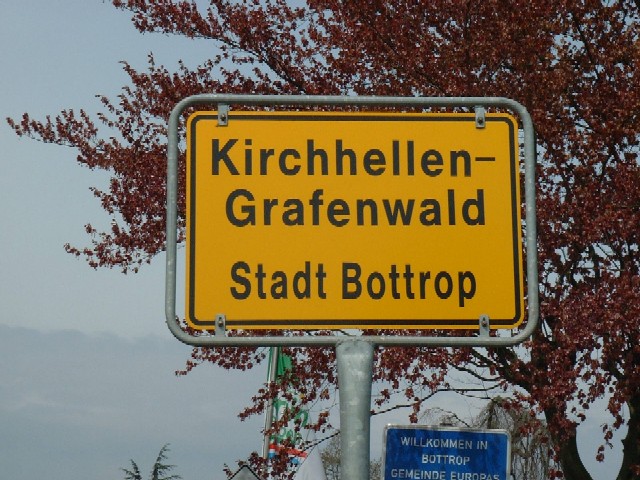 Kirchhellen-
Grafenwald
Stadt Bottrop
WILLKOMMEN IN
BOTTROP
GEMEINDE EUROPAS